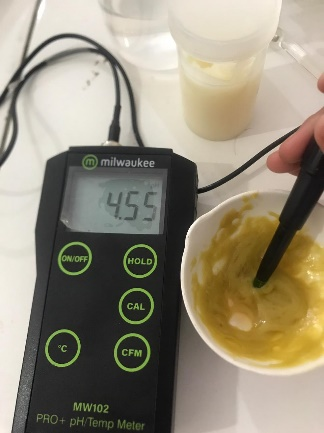 milwaukee
4.55
ON/OFF
HOLD
CAL
°C
CFM
MW102
PRO+ pH/Temp Meter